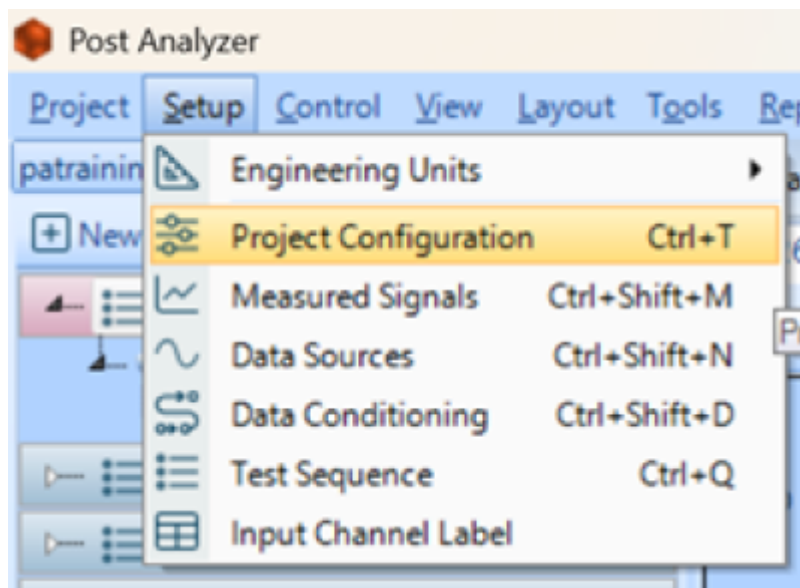 Post Analyzer
Project Setup Control View Layout Tools
patrainin
Engineering Units
New
Project Configuration Ctrl+T
Measured Signals Ctrl+Shift+M
Data Sources Ctrl+Shift+N
Data Conditioning Ctrl+Shift+D
Test Sequence Ctrl+Q
Input Channel Label